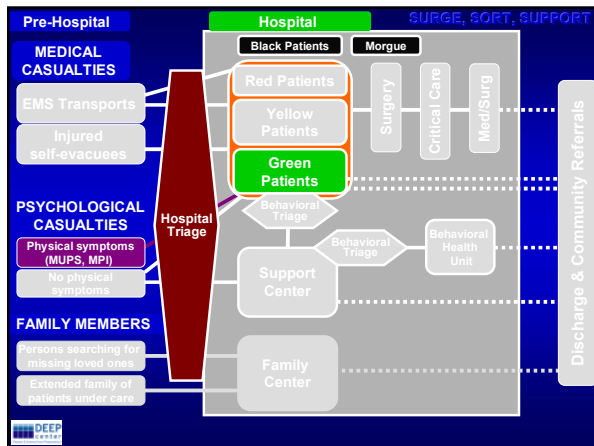 Pre-Hospital
Hospital
SURGE, SORT, SUPPORT
Black Patients
Morgue
MEDICAL
CASUALTIES
EMS Transports
Injured
self-evacuees
Red Patients
Yellow
Patients
Green
Patients
Surgery
Critical Care
Med/Surg
Discharge & Community Referrals
Hospital
Triage
PSYCHOLOGICAL
CASUALTIES
Physical symptoms
(MUPS, MPI)
No physical
symptoms
Behavioral
Triage
Behavioral
Triage
Behavioral
Health
Unit
Support
Center
FAMILY MEMBERS
Persons searching for
missing loved ones
Extended family of
patients under care
Family
Center
DEEP
center